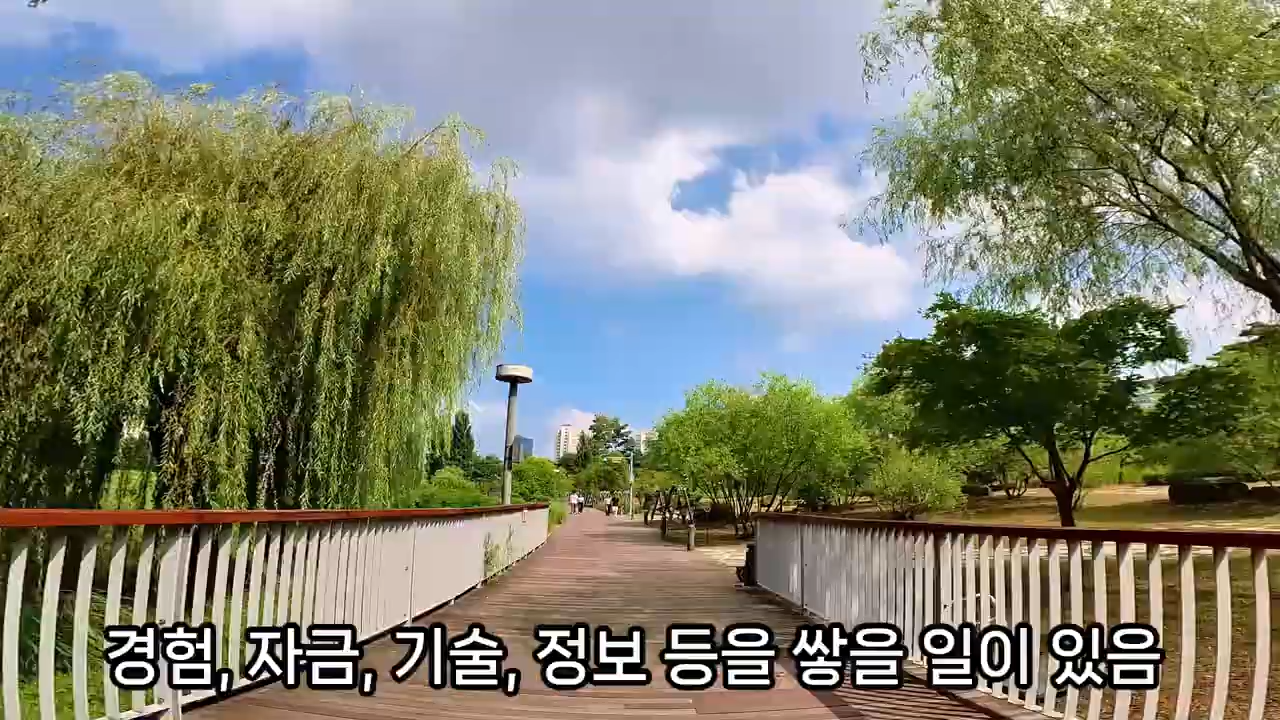 경험, 자금, 기술, 정보 등을 쌓을 일이 있음